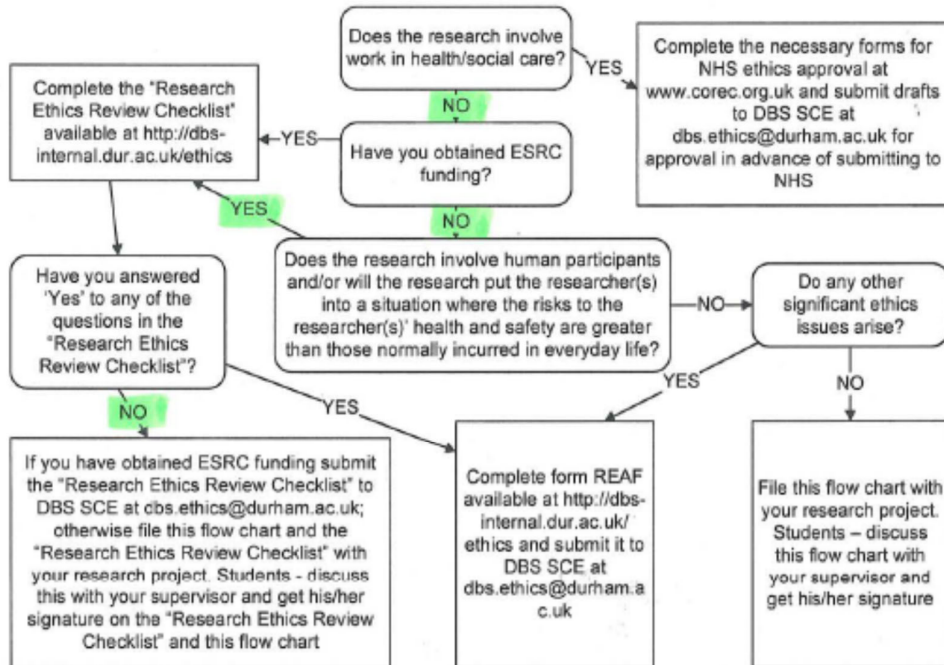 Does the research involve
work in health/social care?
YES
Complete the necessary forms for
NHS ethics approval at
www.corec.org.uk and submit drafts
to DBS SCE at
dbs.ethics@durham.ac.uk for
approval in advance of submitting to
NHS
NO
Complete the "Research
Ethics Review Checklist"
available at http://dbs-
internal.dur.ac.uk/ethics
YES
Have you obtained ESRC
funding?
YES
NO
Have you answered
'Yes' to any of the
questions in the
"Research Ethics
Review Checklist"?
Does the research involve human participants
and/or will the research put the researcher(s)
into a situation where the risks to the
researcher(s)' health and safety are greater
than those normally incurred in everyday life?
NO
Do any other
significant ethics
issues arise?
NO
YES
YES
NO
If you have obtained ESRC funding submit
the "Research Ethics Review Checklist" to
DBS SCE at dbs.ethics@durham.ac.uk;
otherwise file this flow chart and the
"Research Ethics Review Checklist" with
your research project. Students - discuss
this with your supervisor and get his/her
signature on the "Research Ethics Review
Checklist" and this flow chart
Complete form REAF
available at http://dbs-
internal.dur.ac.uk/
ethics and submit it to
DBS SCE at
dbs.ethics@durham.a
c.uk
File this flow chart with
your research project.
Students – discuss
this flow chart with
your supervisor and
get his/her signature